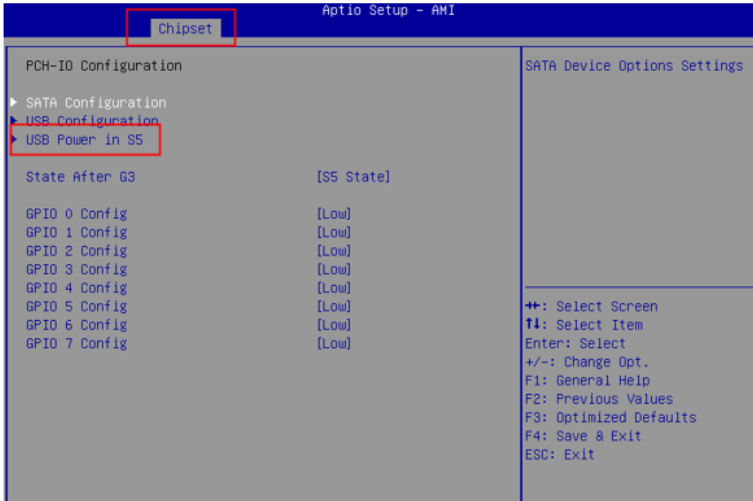 Aptio Setup - AMI
Chipset
PCH-IO Configuration
SATA Configuration
USB Configuration
USB Power in S5
State After G3 [S5 State]
GPIO 0 Config [Low]
GPIO 1 Config [Low]
GPIO 2 Config [Low]
GPIO 3 Config [Low]
GPIO 4 Config [Low]
GPIO 5 Config [Low]
GPIO 6 Config [Low]
GPIO 7 Config [Low]
SATA Device Options Settings
→←: Select Screen
↑↓: Select Item
Enter: Select
+/-: Change Opt.
F1: General Help
F2: Previous Values
F3: Optimized Defaults
F4: Save & Exit
ESC: Exit